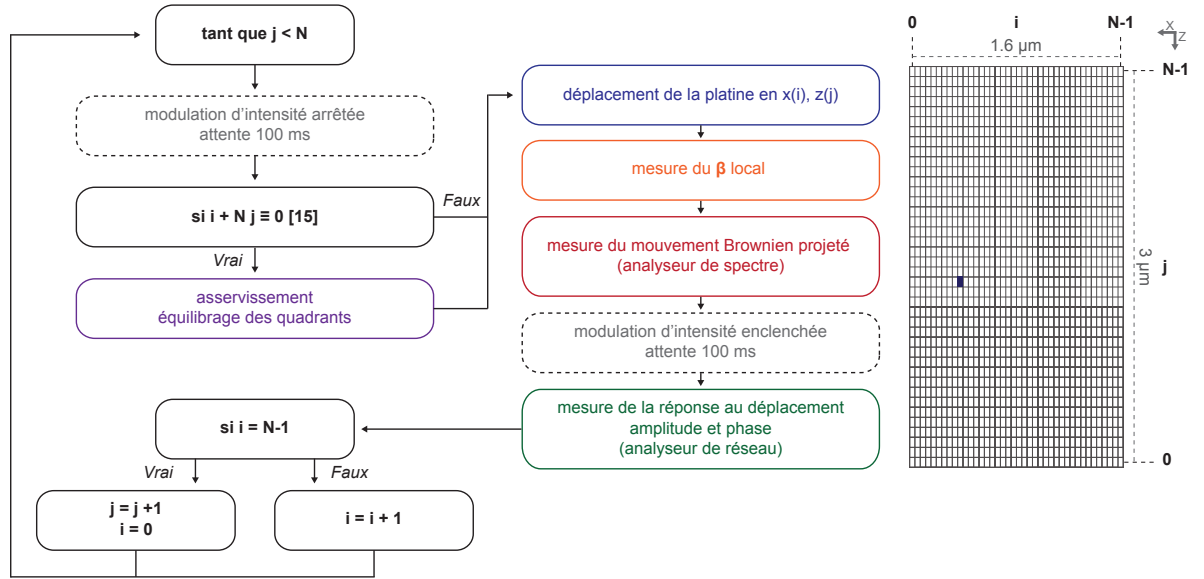 tant que j < N
modulation d'intensité arrêtée
attente 100 ms
si i + N j ≡ 0 [15]
Faux
Vrai
asservissement
équilibrage des quadrants
déplacement de la platine en x(i), z(j)
mesure du β local
mesure du mouvement Brownien projeté
(analyseur de spectre)
modulation d'intensité enclenchée
attente 100 ms
mesure de la réponse au déplacement
amplitude et phase
(analyseur de réseau)
si i = N-1
Vrai
Faux
j = j +1
i = 0
i = i + 1
0
i
N-1
1.6 µm
X
Z
N-1
3 µm
j
0